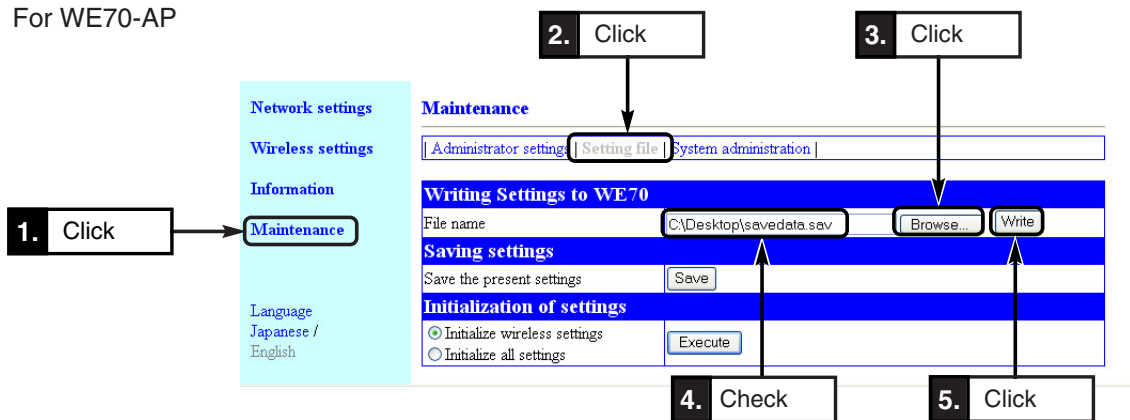 For WE70-AP
2. Click
3. Click
Network settings
Maintenance
Wireless settings
| Administrator settings | Setting file | System administration |
Information
Writing Settings to WE70
1. Click
Maintenance
File name
C:\Desktop\savedata.sav
Browse...
Write
Saving settings
Save the present settings
Save
Initialization of settings
Language
Japanese /
English
Initialize wireless settings
Initialize all settings
Execute
4. Check
5. Click